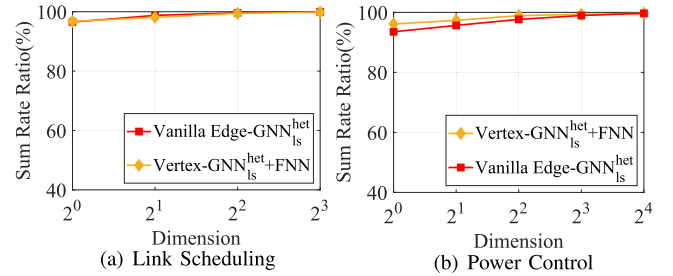 100
80
60
40
Sum Rate Ratio(%)
Vanilla Edge-GNN^het_ls
Vertex-GNN^het_ls+FNN
2^0 2^1 2^2 2^3
Dimension
(a) Link Scheduling
100
80
60
40
Sum Rate Ratio(%)
Vertex-GNN^het_ls+FNN
Vanilla Edge-GNN^het_ls
2^0 2^1 2^2 2^3 2^4
Dimension
(b) Power Control